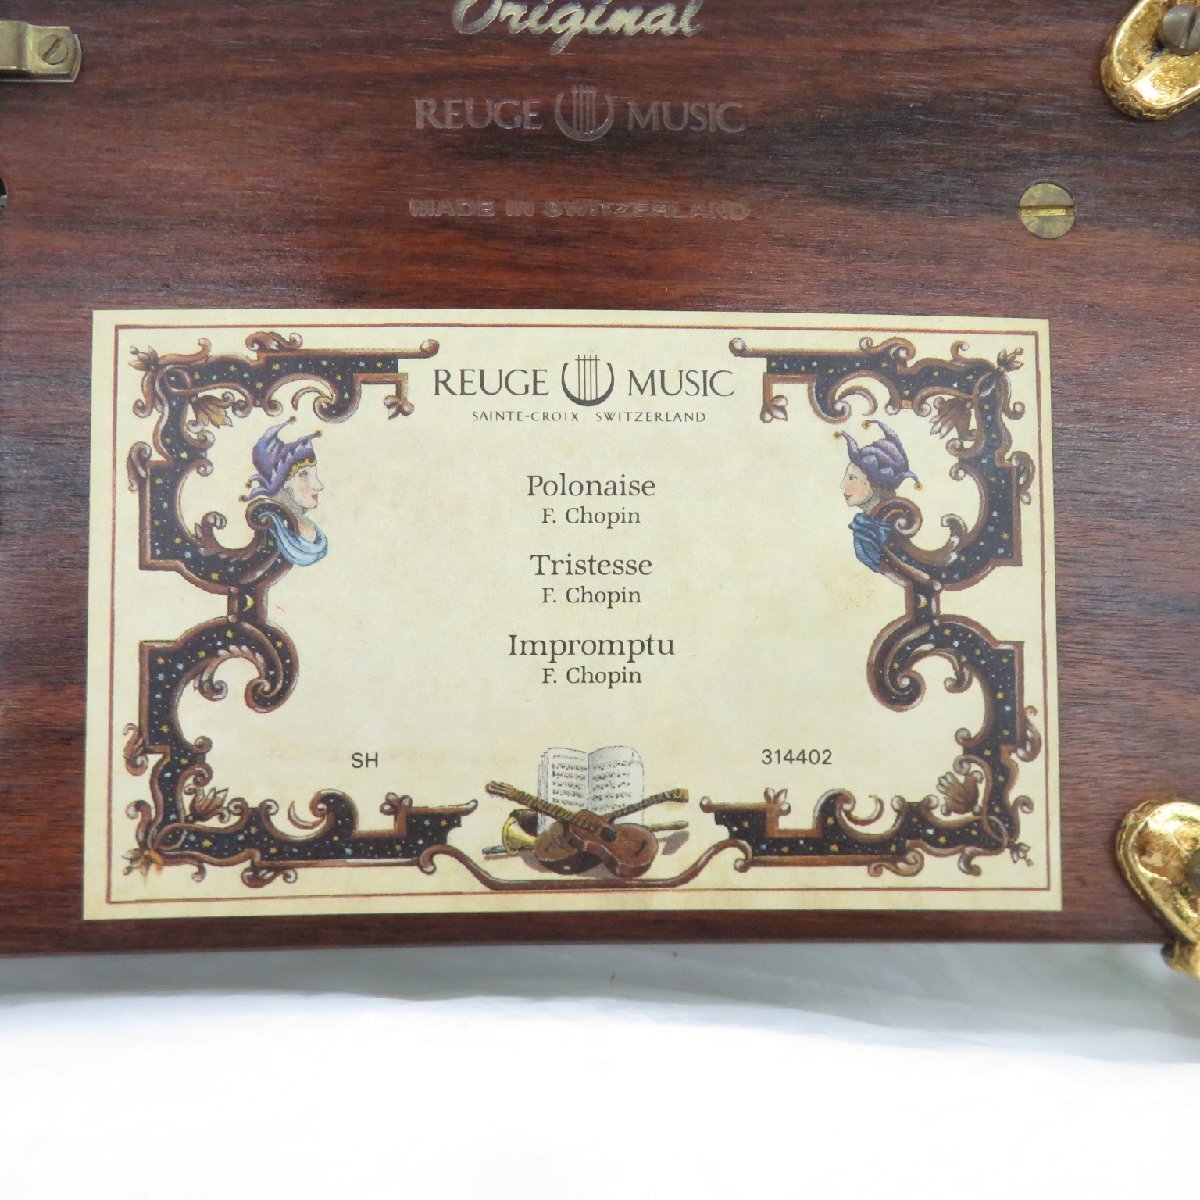 Original
REUGE MUSIC
MADE IN SWITZERLAND
REUGE MUSIC
SAINTE-CROIX SWITZERLAND
Polonaise
F. Chopin
Tristesse
F. Chopin
Impromptu
F. Chopin
SH 314402